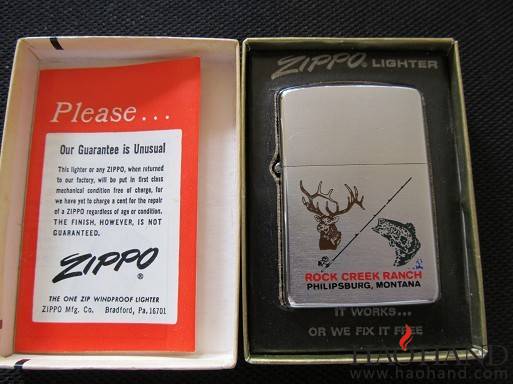 Please...
Our Guarantee is Unusual
This lighter or any ZIPPO, when returned
to our factory, will be put in first class
mechanical condition free of charge, for
we have yet to charge a cent for the repair
of a ZIPPO regardless of age or condition.
THE FINISH, HOWEVER, IS NOT
GUARANTEED.
ZIPPO®
THE ONE ZIP WINDPROOF LIGHTER
ZIPPO Mfg. Co. Bradford, Pa. 16701
ZIPPO® LIGHTER
ROCK CREEK RANCH
PHILIPSBURG, MONTANA
IT WORKS...
OR WE FIX IT FREE
HAOHAND
www.haohand.com